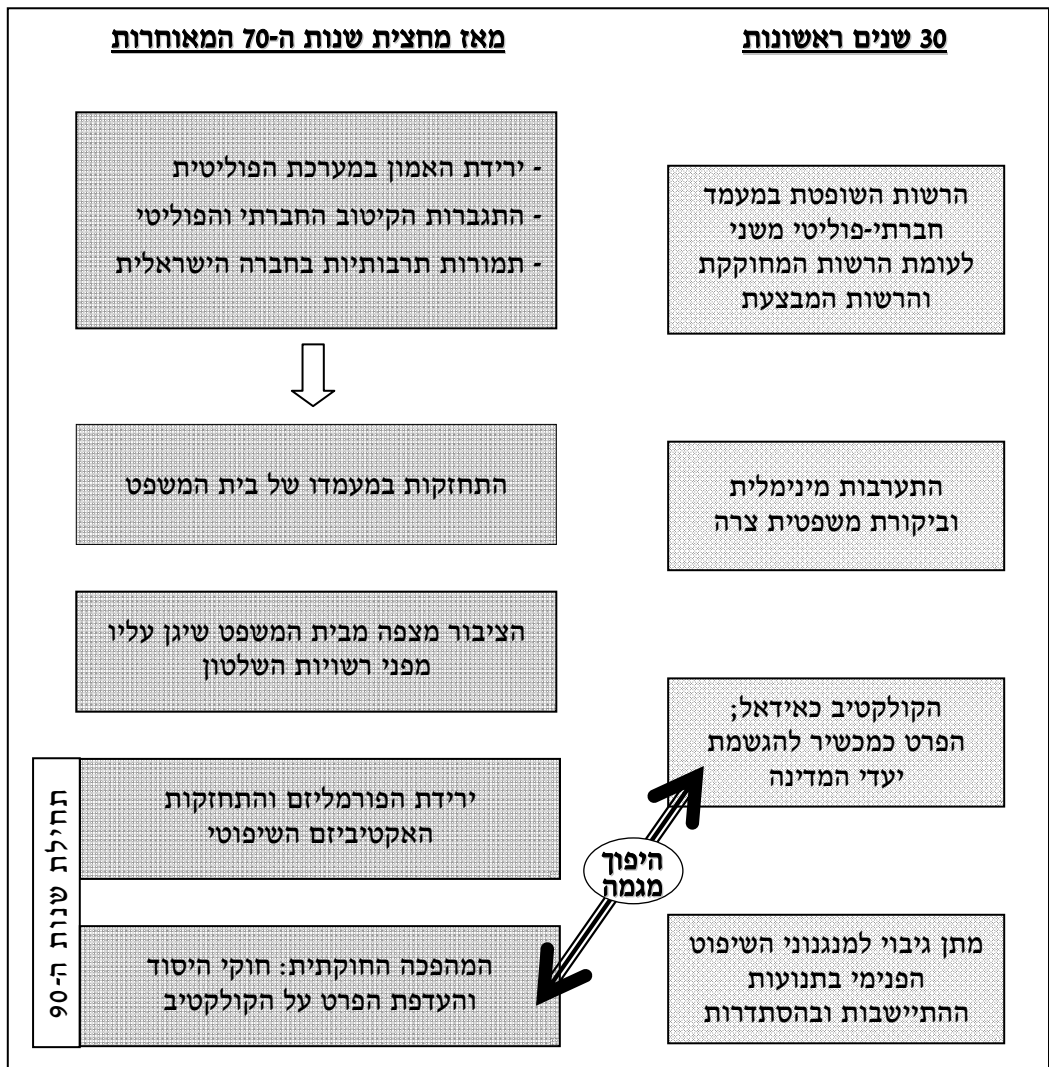 30 שנים ראשונות
הרשות השופטת במעמד
חברתי-פוליטי משני
לעומת הרשות המחוקקת
והרשות המבצעת
התערבות מינימלית
וביקורת משפטית צרה
הקולקטיב כאידאל;
הפרט כמכשיר להגשמת
יעדי המדינה
מתן גיבוי למנגנוני השיפוט
הפנימי בתנועות
ההתיישבות ובהסתדרות
היפוך
מגמה
מאז מחצית שנות ה-70 המאוחרות
- ירידת האמון במערכת הפוליטית
- התגברות הקיטוב החברתי והפוליטי
- תמורות תרבותיות בחברה הישראלית
התחזקות במעמדו של בית המשפט
הציבור מצפה מבית המשפט שיגן עליו
מפני רשויות השלטון
ירידת הפורמליזם והתחזקות
האקטיביזם השיפוטי
המהפכה החוקתית: חוקי היסוד
והעדפת הפרט על הקולקטיב
תחילת שנות ה-90